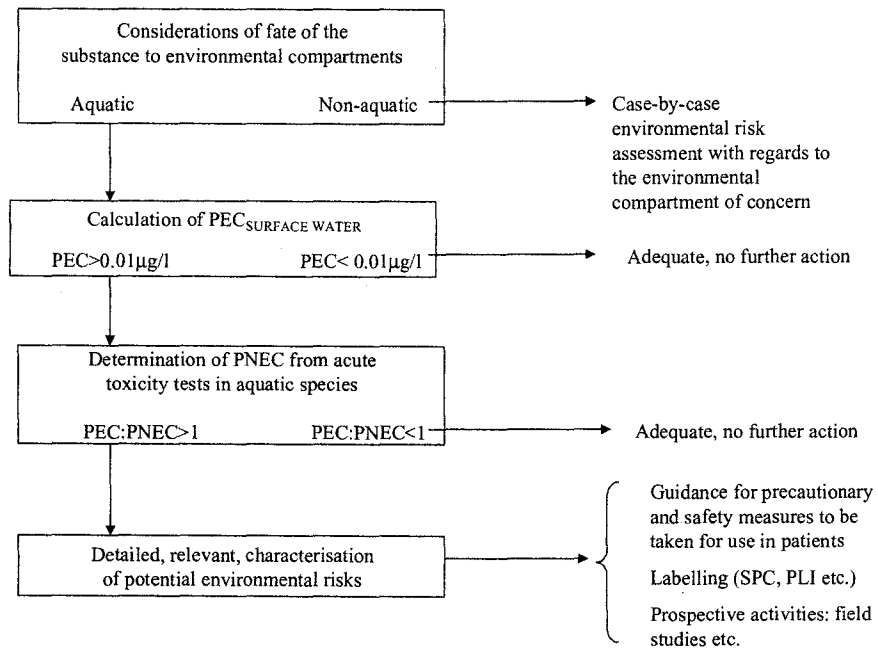 Considerations of fate of the
substance to environmental compartments
Aquatic Non-aquatic
Case-by-case
environmental risk
assessment with regards to
the environmental
compartment of concern
Calculation of PECSURFACE WATER
PEC>0.01µg/l PEC< 0.01µg/l
Adequate, no further action
Determination of PNEC from acute
toxicity tests in aquatic species
PEC:PNEC>1 PEC:PNEC<1
Adequate, no further action
Detailed, relevant, characterisation
of potential environmental risks
Guidance for precautionary
and safety measures to be
taken for use in patients
Labelling (SPC, PLI etc.)
Prospective activities: field
studies etc.